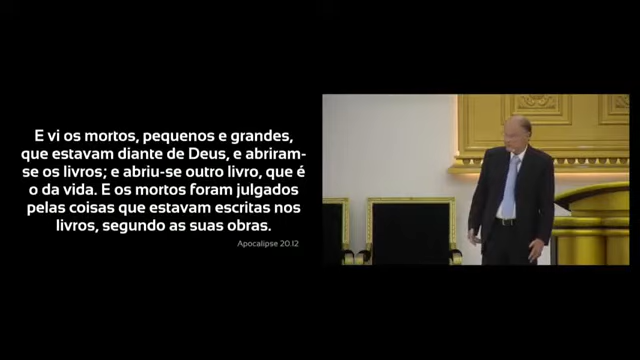 E vi os mortos, pequenos e grandes,
que estavam diante de Deus, e abriram-
se os livros; e abriu-se outro livro, que é
o da vida. E os mortos foram julgados
pelas coisas que estavam escritas nos
livros, segundo as suas obras.
Apocalipse 20.12